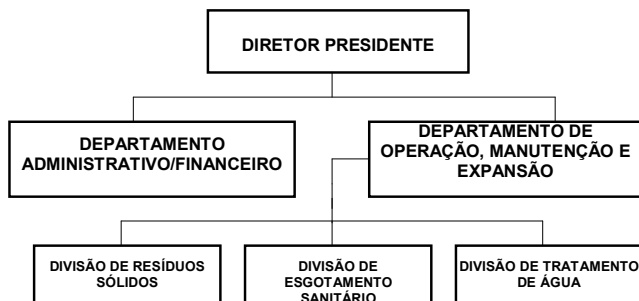 DIRETOR PRESIDENTE
DEPARTAMENTO
ADMINISTRATIVO/FINANCEIRO
DEPARTAMENTO DE
OPERAÇÃO, MANUTENÇÃO E
EXPANSÃO
DIVISÃO DE RESÍDUOS
SÓLIDOS
DIVISÃO DE
ESGOTAMENTO
SANITÁRIO
DIVISÃO DE TRATAMENTO
DE ÁGUA